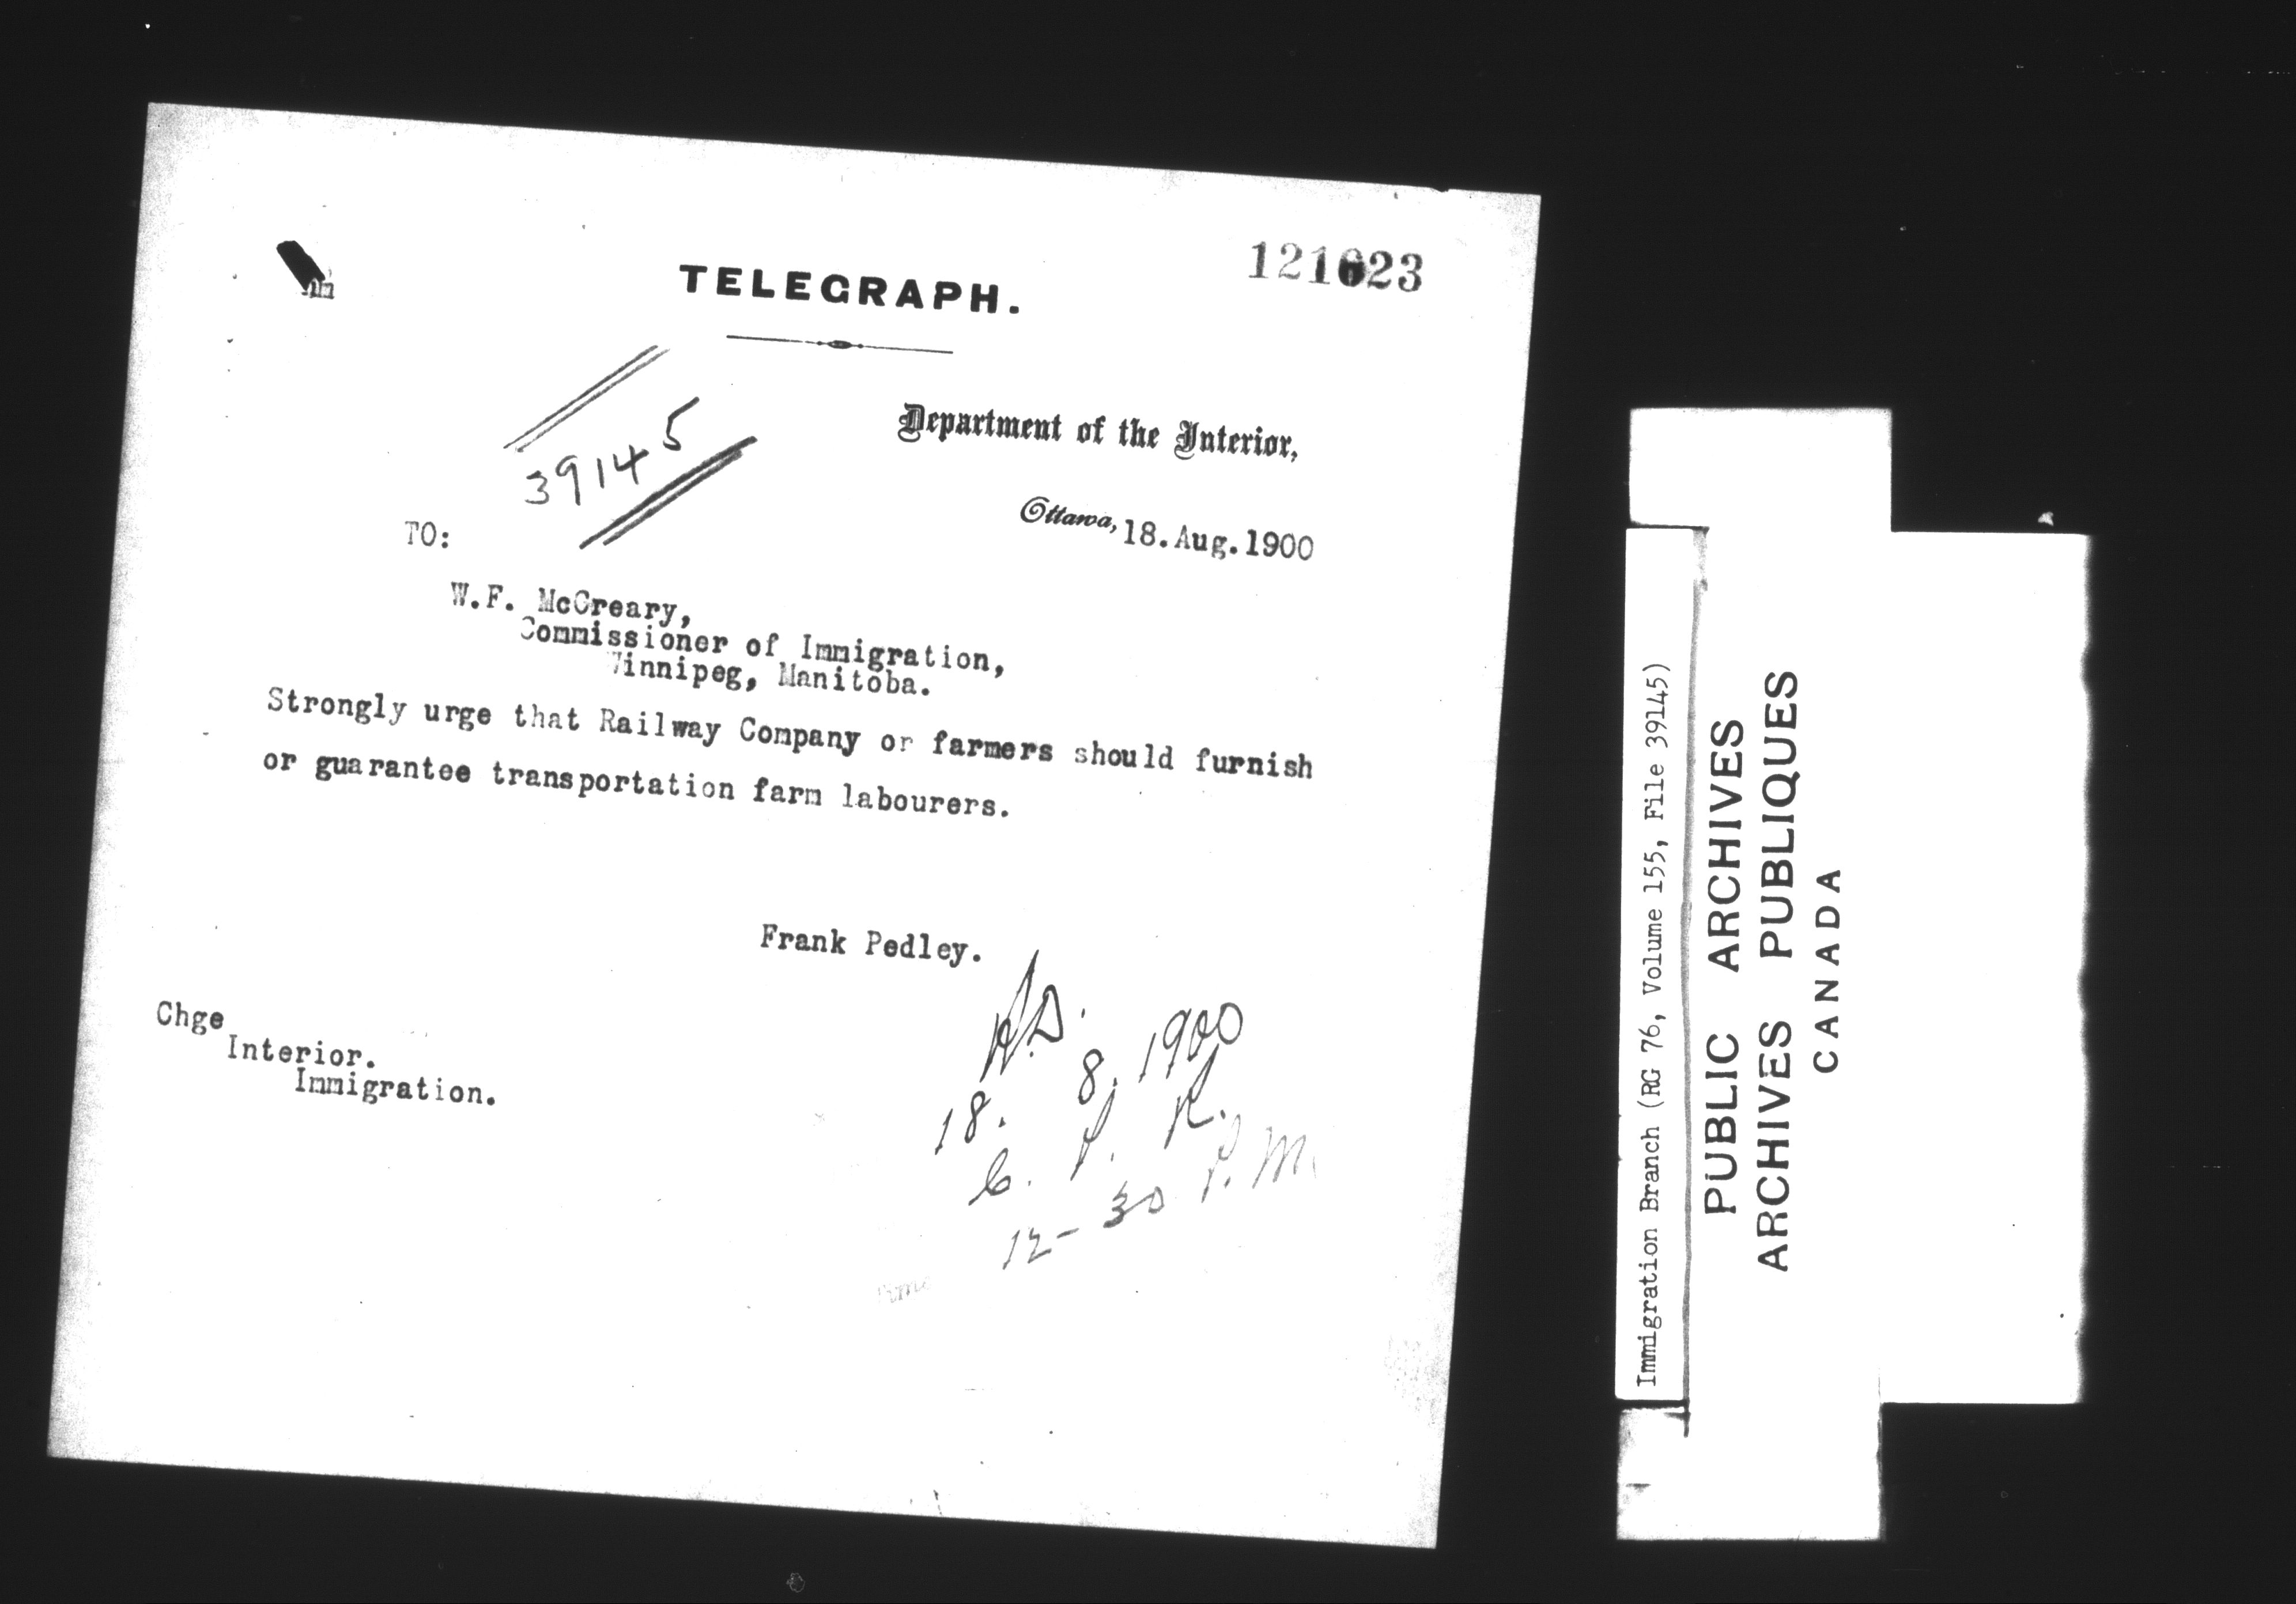 121623
TELEGRAPH.
39145
Department of the Interior,
Ottawa, 18.Aug.1900
TO:
W.F. McCreary,
Commissioner of Immigration,
Winnipeg, Manitoba.
Strongly urge that Railway Company or farmers should furnish
or guarantee transportation farm labourers.
Frank Pedley.
Chge
Interior.
Immigration.
18. 8. 1900
C. P. R.
12-30 P.M.
Immigration Branch (RG 76, Volume 155, File 39145)
PUBLIC ARCHIVES
ARCHIVES PUBLIQUES
CANADA